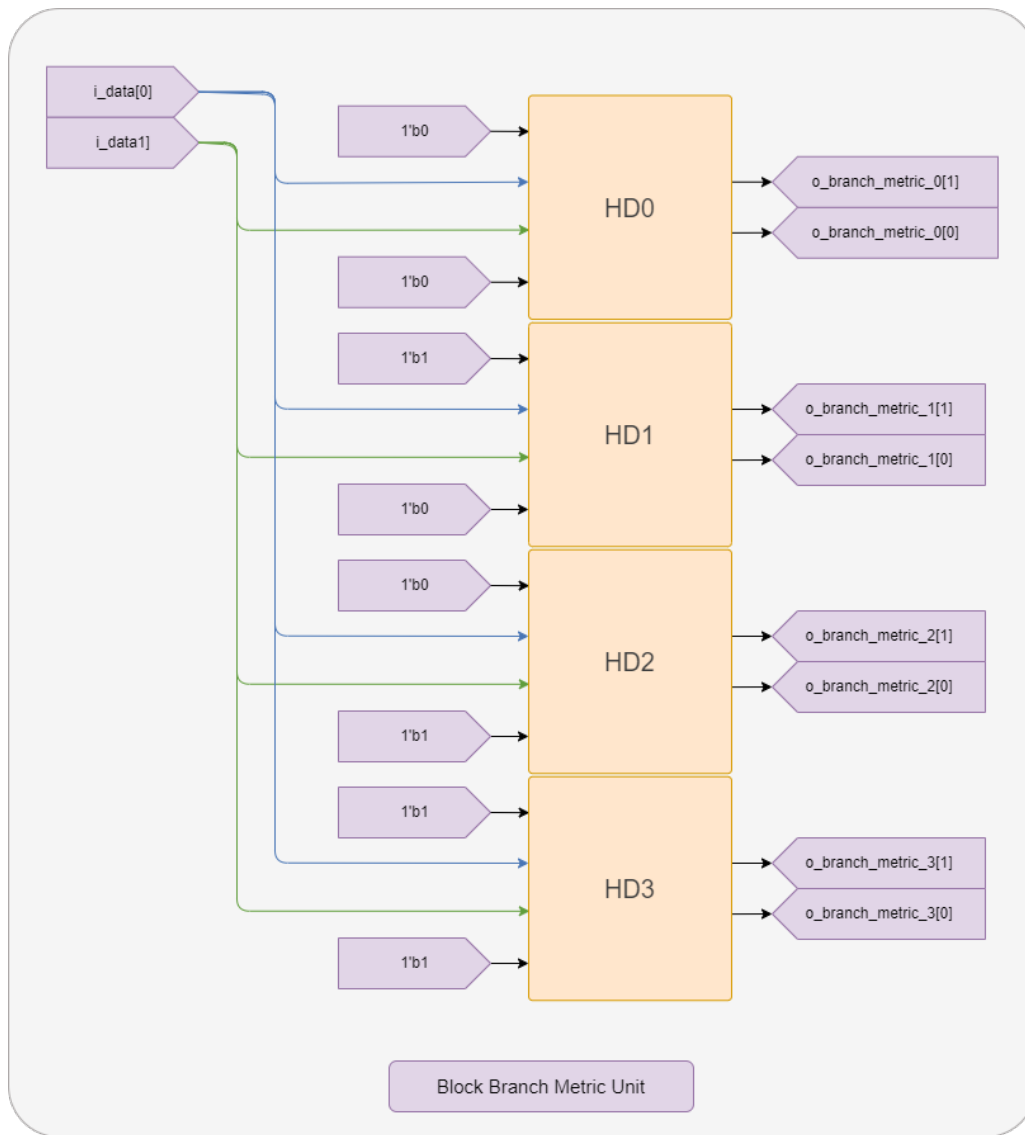 i_data[0]
i_data1]
1'b0
HD0
o_branch_metric_0[1]
o_branch_metric_0[0]
1'b0
1'b1
HD1
o_branch_metric_1[1]
o_branch_metric_1[0]
1'b0
1'b0
HD2
o_branch_metric_2[1]
o_branch_metric_2[0]
1'b1
1'b1
HD3
o_branch_metric_3[1]
o_branch_metric_3[0]
1'b1
Block Branch Metric Unit